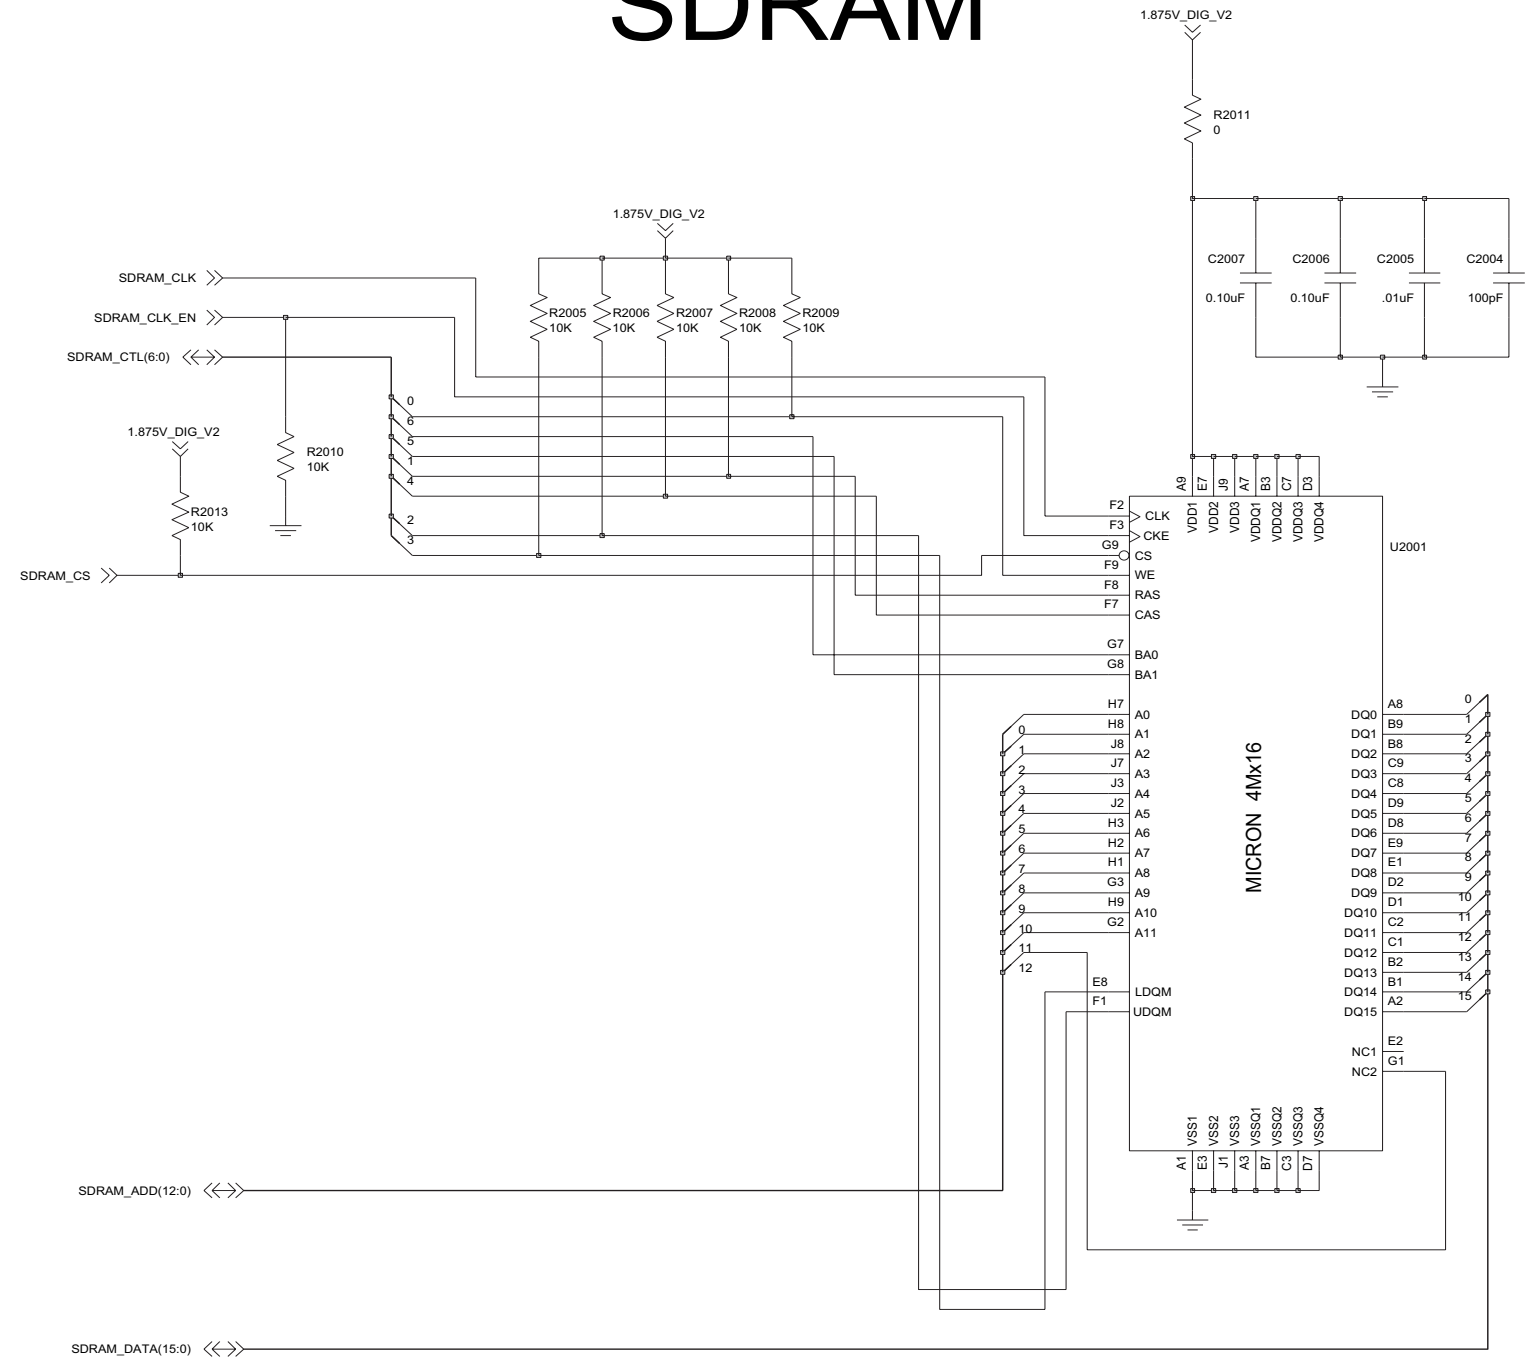 SDRAM
1.875V_DIG_V2
R2011
0
1.875V_DIG_V2
C2007
0.10uF
C2006
0.10uF
C2005
.01uF
C2004
100pF
SDRAM_CLK
SDRAM_CLK_EN
SDRAM_CTL(6:0)
R2005
10K
R2006
10K
R2007
10K
R2008
10K
R2009
10K
0
6
5
1
4
2
3
1.875V_DIG_V2
R2010
10K
R2013
10K
SDRAM_CS
A9
E7
J9
A7
B3
C7
D3
VDD1
VDD2
VDD3
VDDQ1
VDDQ2
VDDQ3
VDDQ4
U2001
F2 CLK
F3 CKE
G9 CS
F9 WE
F8 RAS
F7 CAS
G7 BA0
G8 BA1
H7 A0
0 H8 A1
1 J8 A2
2 J7 A3
3 J3 A4
4 J2 A5
5 H3 A6
6 H2 A7
7 H1 A8
8 G3 A9
9 H9 A10
10 G2 A11
11
12
E8 LDQM
F1 UDQM
MICRON 4Mx16
DQ0 A8 0
DQ1 B9 1
DQ2 B8 2
DQ3 C9 3
DQ4 C8 4
DQ5 D9 5
DQ6 D8 6
DQ7 E9 7
DQ8 E1 8
DQ9 D2 9
DQ10 D1 10
DQ11 C2 11
DQ12 C1 12
DQ13 B2 13
DQ14 B1 14
DQ15 A2 15
NC1 E2
NC2 G1
VSS1
VSS2
VSS3
VSSQ1
VSSQ2
VSSQ3
VSSQ4
A1
E3
J1
A3
B7
C3
D7
SDRAM_ADD(12:0)
SDRAM_DATA(15:0)